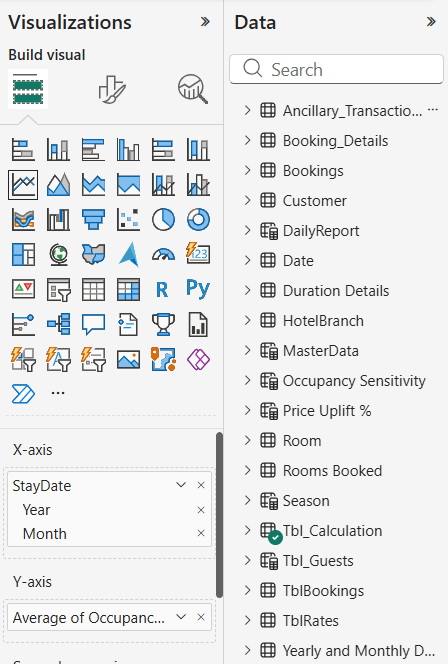 Visualizations
»
Build visual
123
R
Py
...
X-axis
StayDate
Year
Month
Y-axis
Average of Occupanc...
Data
»
Search
Ancillary_Transactio...
...
Booking_Details
Bookings
Customer
DailyReport
Date
Duration Details
HotelBranch
MasterData
Occupancy Sensitivity
Price Uplift %
Room
Rooms Booked
Season
Tbl_Calculation
Tbl_Guests
TblBookings
TblRates
Yearly and Monthly D...